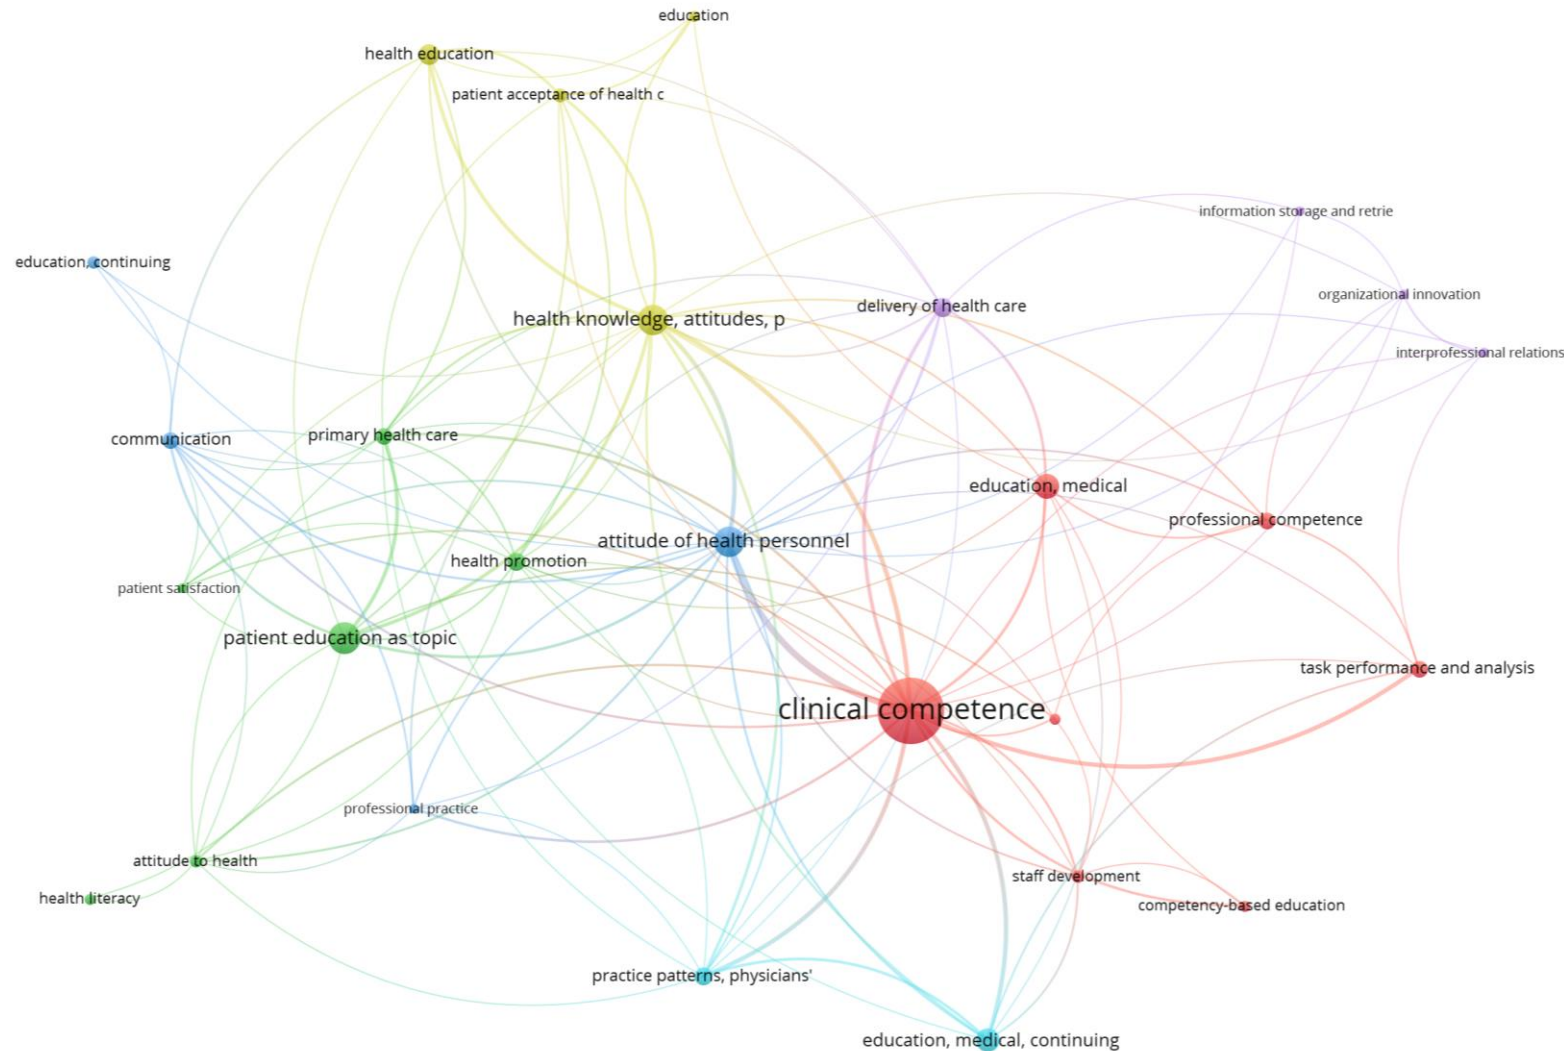 education
health education
patient acceptance of health c
information storage and retrie
education, continuing
organizational innovation
delivery of health care
health knowledge, attitudes, p
interprofessional relations
communication
primary health care
education, medical
professional competence
attitude of health personnel
health promotion
patient satisfaction
patient education as topic
task performance and analysis
clinical competence
professional practice
attitude to health
staff development
health literacy
competency-based education
practice patterns, physicians'
education, medical, continuing